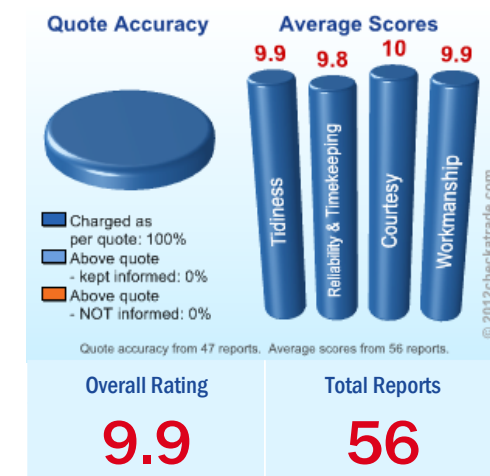 Quote Accuracy
Average Scores
9.9
9.8
10
9.9
Tidiness
Reliability & Timekeeping
Courtesy
Workmanship
Charged as
per quote: 100%
Above quote
- kept informed: 0%
Above quote
- NOT informed: 0%
© 2012checkatrade.com
Quote accuracy from 47 reports. Average scores from 56 reports.
Overall Rating
Total Reports
9.9
56